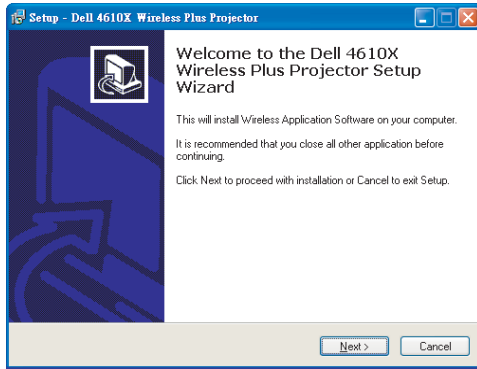 Setup - Dell 4610X Wireless Plus Projector
Welcome to the Dell 4610X
Wireless Plus Projector Setup
Wizard
This will install Wireless Application Software on your computer.
It is recommended that you close all other application before
continuing.
Click Next to proceed with installation or Cancel to exit Setup.
Next >
Cancel